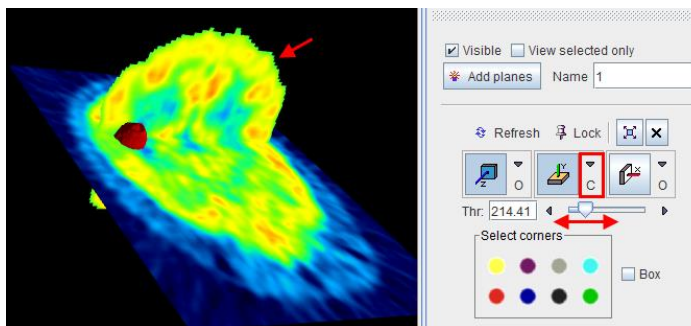 Visible View selected only
Add planes Name 1
Refresh Lock
Z O Y C X O
Thr: 214.41
Select corners
Box